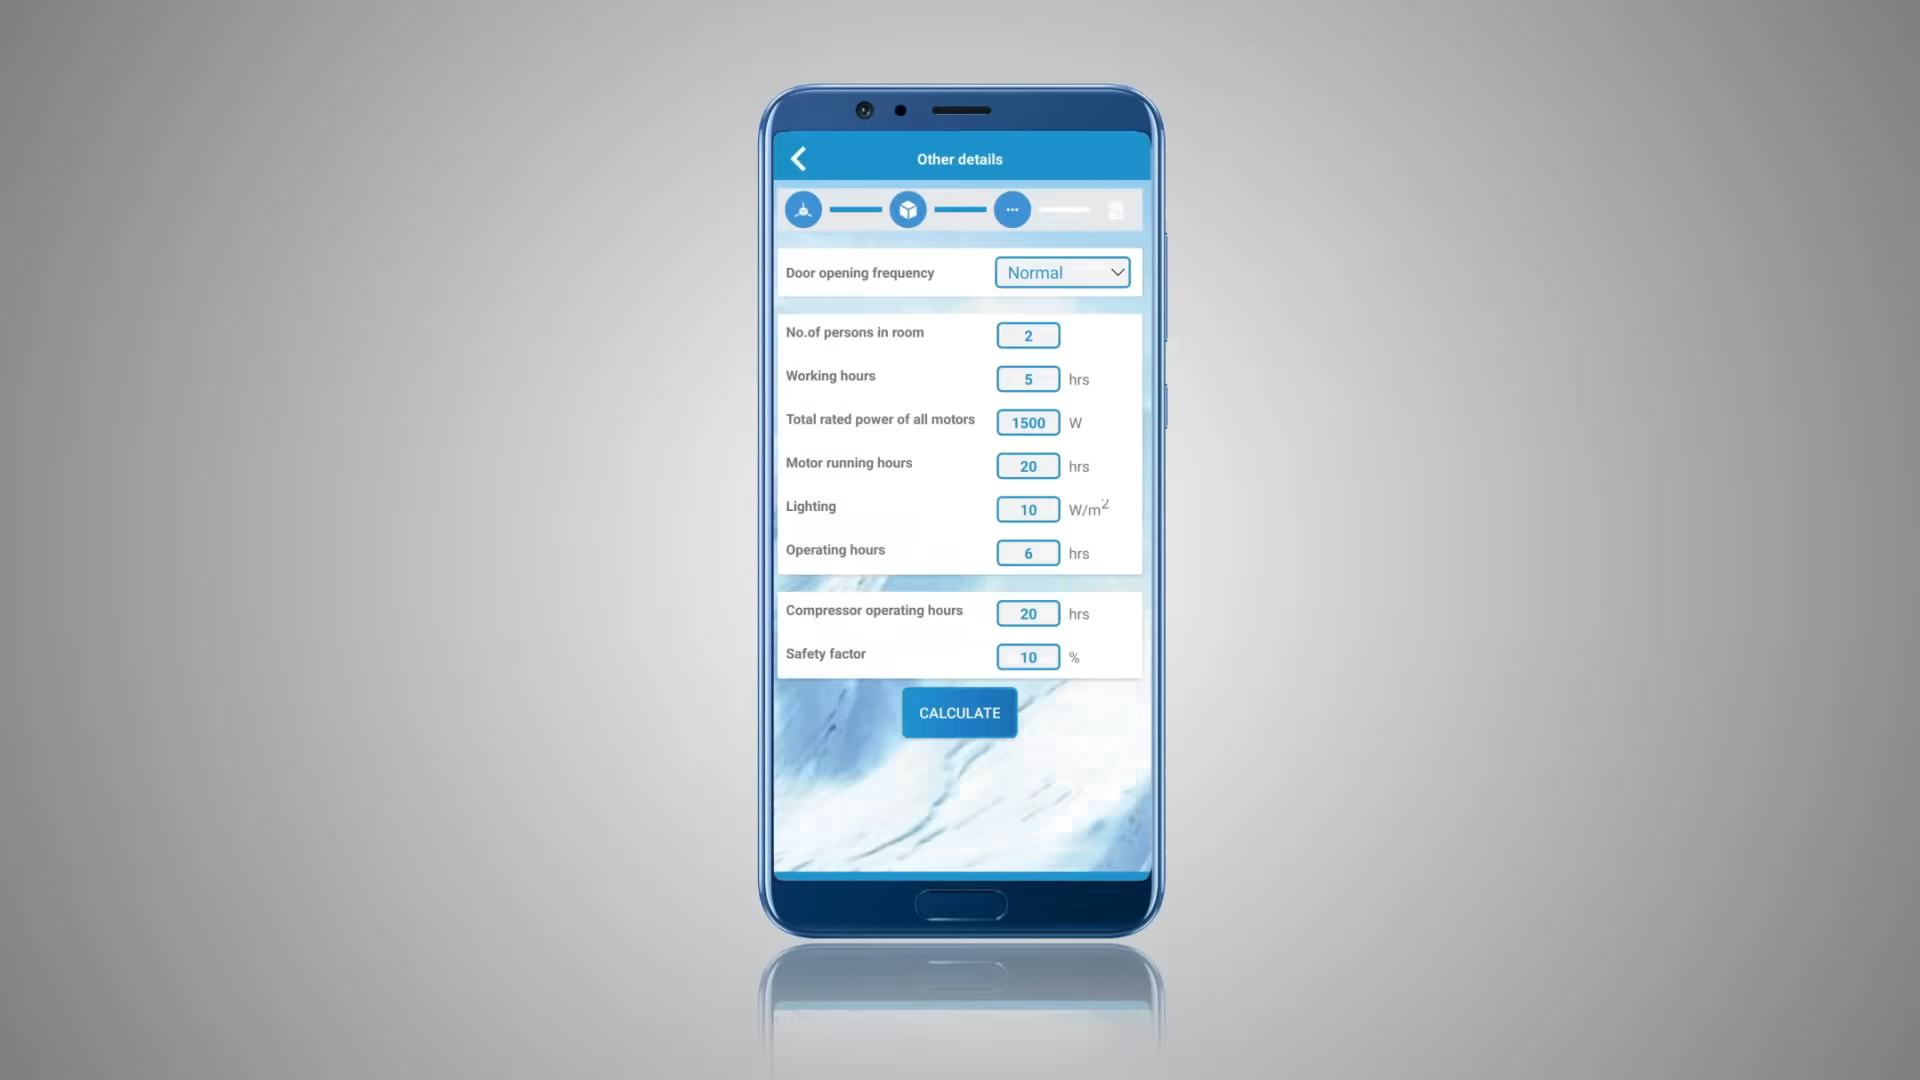 Other details
Door opening frequency Normal
No.of persons in room 2
Working hours 5 hrs
Total rated power of all motors 1500 W
Motor running hours 20 hrs
Lighting 10 W/m²
Operating hours 6 hrs
Compressor operating hours 20 hrs
Safety factor 10 %
CALCULATE